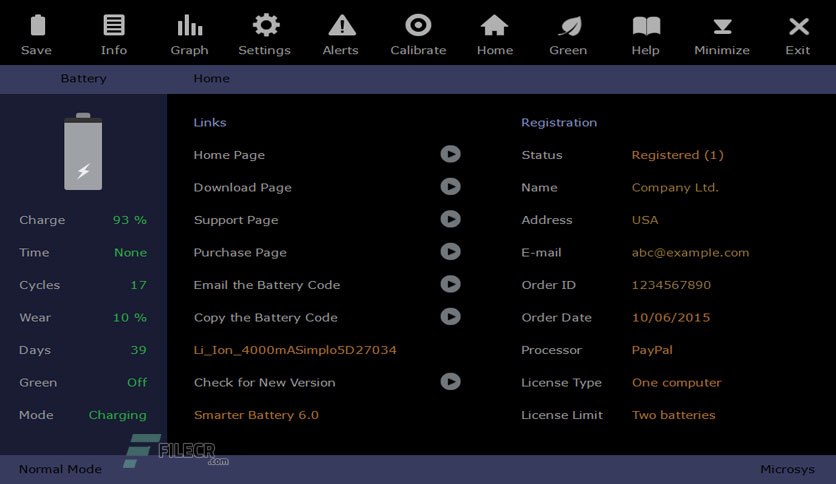 Save Info Graph Settings Alerts Calibrate Home Green Help Minimize Exit
Battery Home
Charge 93 %
Time None
Cycles 17
Wear 10 %
Days 39
Green Off
Mode Charging
Links
Home Page
Download Page
Support Page
Purchase Page
Email the Battery Code
Copy the Battery Code
Li_Ion_4000mASimplo5D27034
Check for New Version
Smarter Battery 6.0
Registration
Status Registered (1)
Name Company Ltd.
Address USA
E-mail abc@example.com
Order ID 1234567890
Order Date 10/06/2015
Processor PayPal
License Type One computer
License Limit Two batteries
FILECR
.com
Normal Mode Microsys